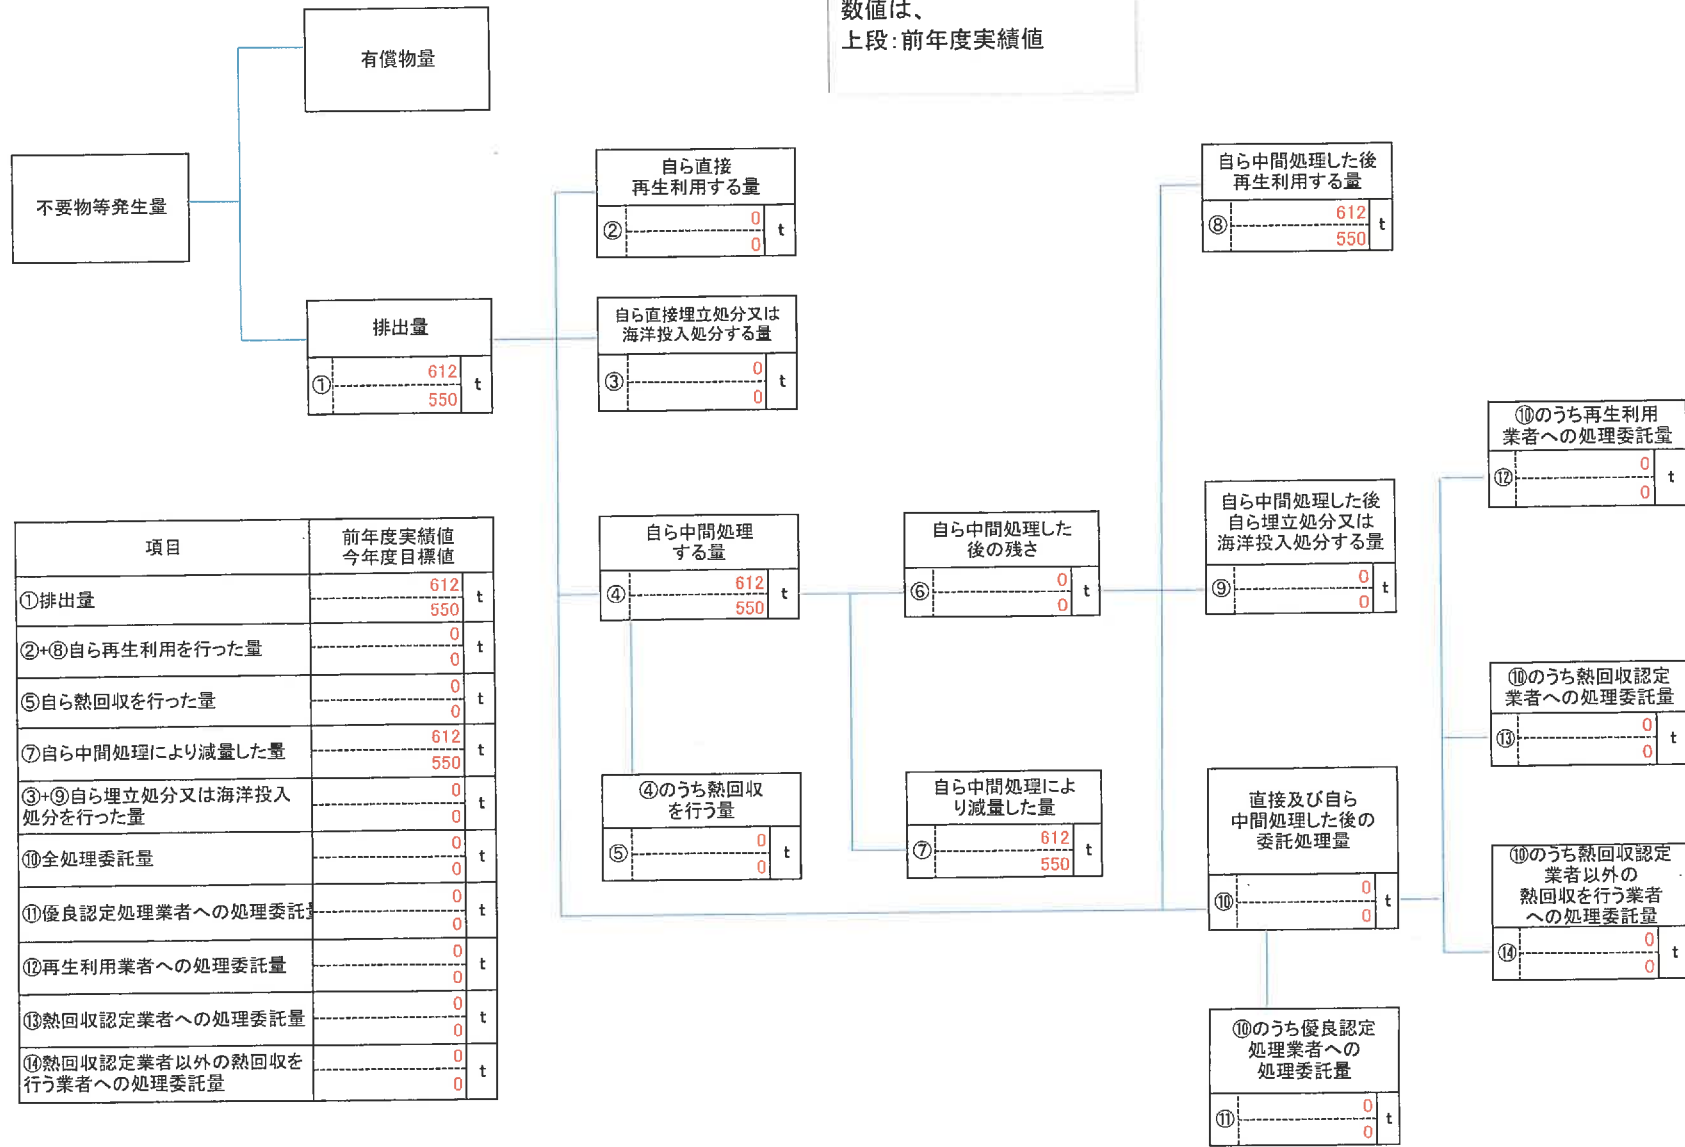 数値は、
上段：前年度実績値
有償物量
不要物等発生量
排出量
①
612
550
t
自ら直接
再生利用する量
②
0
0
t
自ら直接埋立処分又は
海洋投入処分する量
③
0
0
t
自ら中間処理
する量
④
612
550
t
④のうち熱回収
を行う量
⑤
0
0
t
自ら中間処理した
後の残さ
⑥
0
0
t
自ら中間処理によ
り減量した量
⑦
612
550
t
自ら中間処理した後
再生利用する量
⑧
612
550
t
自ら中間処理した後
自ら埋立処分又は
海洋投入処分する量
⑨
0
0
t
直接及び自ら
中間処理した後の
委託処理量
⑩
0
0
t
⑩のうち優良認定
処理業者への
処理委託量
⑪
0
0
t
⑩のうち再生利用
業者への処理委託量
⑫
0
0
t
⑩のうち熱回収認定
業者への処理委託量
⑬
0
0
t
⑩のうち熱回収認定
業者以外の
熱回収を行う業者
への処理委託量
⑭
0
0
t
項目
前年度実績値
今年度目標値
①排出量
612
550
t
②+⑧自ら再生利用を行った量
0
0
t
⑤自ら熱回収を行った量
0
0
t
⑦自ら中間処理により減量した量
612
550
t
③+⑨自ら埋立処分又は海洋投入
処分を行った量
0
0
t
⑩全処理委託量
0
0
t
⑪優良認定処理業者への処理委託
0
0
t
⑫再生利用業者への処理委託量
0
0
t
⑬熱回収認定業者への処理委託量
0
0
t
⑭熱回収認定業者以外の熱回収を
行う業者への処理委託量
0
0
t